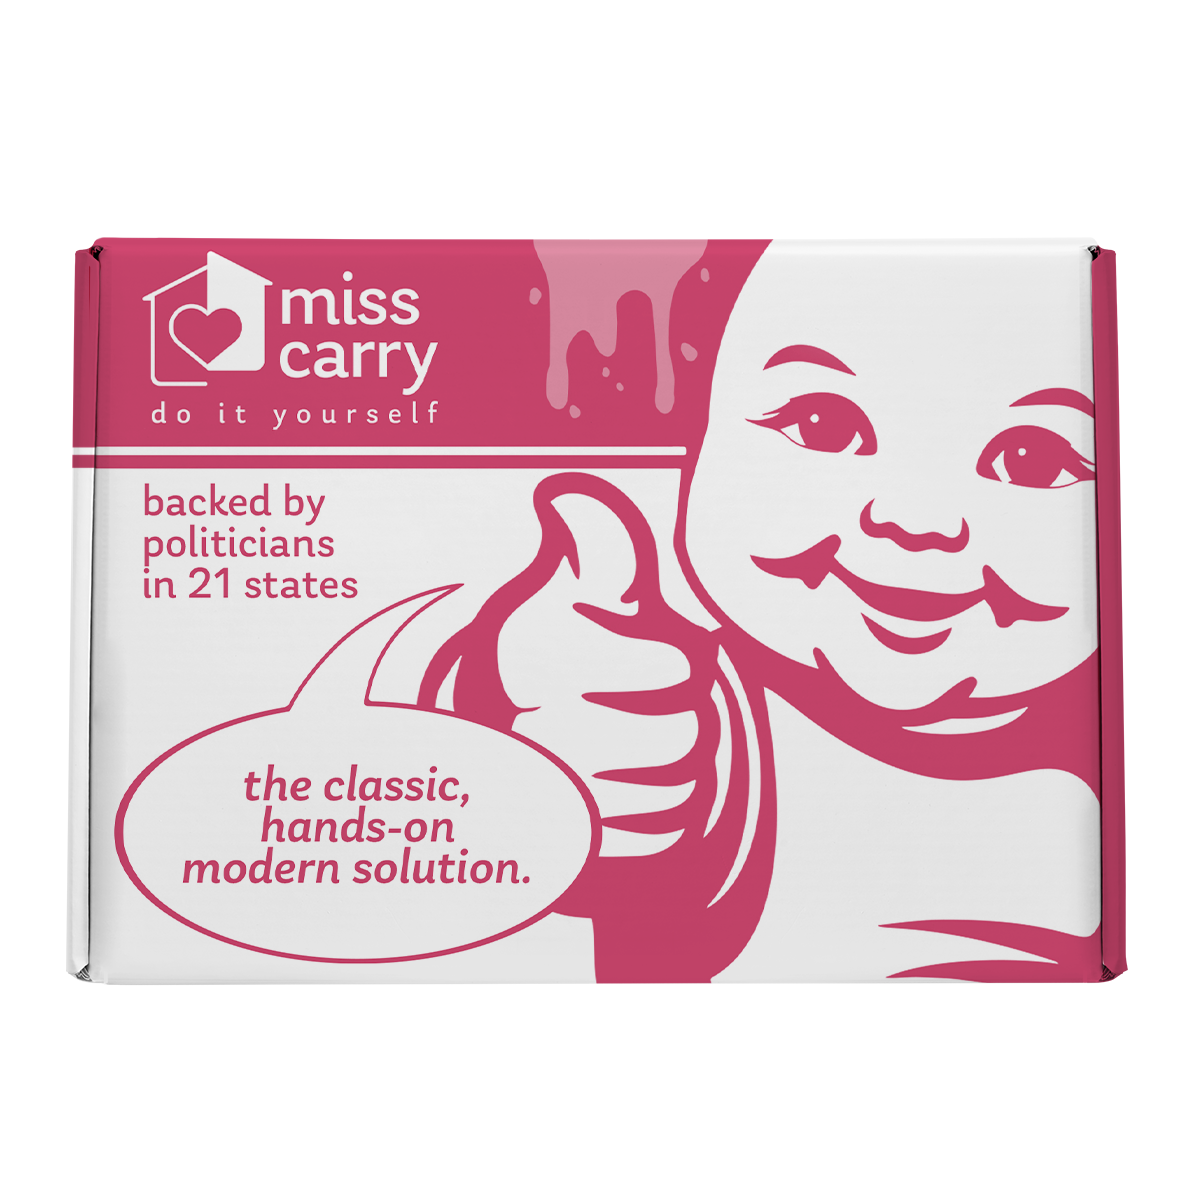 miss
carry
do it yourself
backed by
politicians
in 21 states
the classic,
hands-on
modern solution.